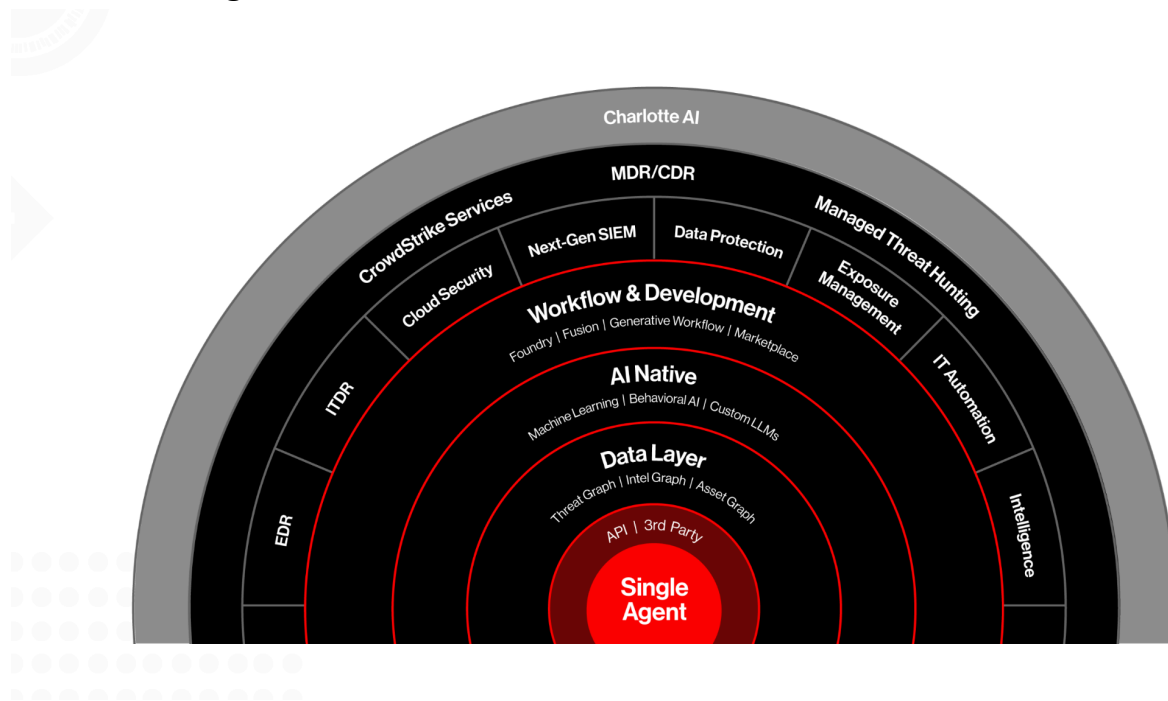 Charlotte AI
CrowdStrike Services
MDR/CDR
Managed Threat Hunting
EDR
ITDR
Cloud Security
Next-Gen SIEM
Data Protection
Exposure
Management
IT Automation
Intelligence
Workflow & Development
Foundry | Fusion | Generative Workflow | Marketplace
AI Native
Machine Learning | Behavioral AI | Custom LLMs
Data Layer
Threat Graph | Intel Graph | Asset Graph
API | 3rd Party
Single
Agent